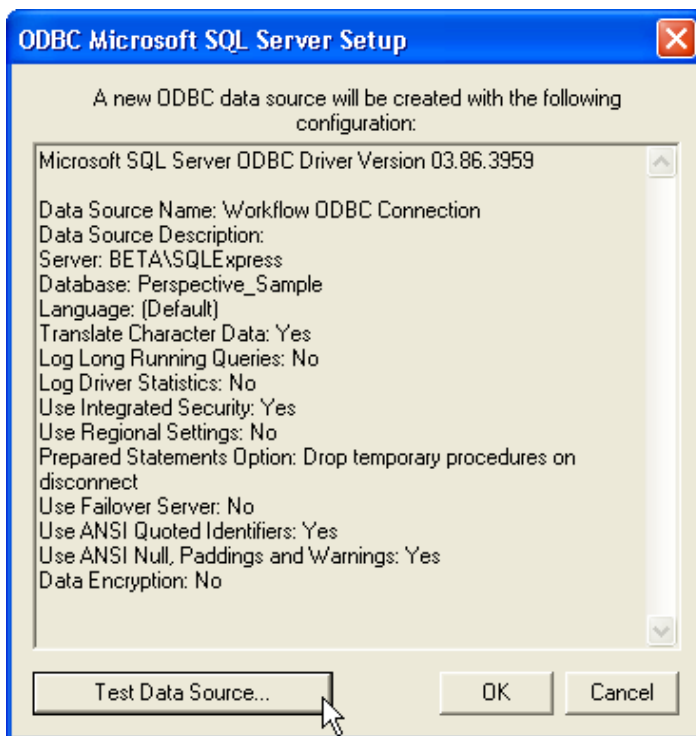 ODBC Microsoft SQL Server Setup
A new ODBC data source will be created with the following
configuration:
Microsoft SQL Server ODBC Driver Version 03.86.3959
Data Source Name: Workflow ODBC Connection
Data Source Description:
Server: BETA\SQLExpress
Database: Perspective_Sample
Language: (Default)
Translate Character Data: Yes
Log Long Running Queries: No
Log Driver Statistics: No
Use Integrated Security: Yes
Use Regional Settings: No
Prepared Statements Option: Drop temporary procedures on
disconnect
Use Failover Server: No
Use ANSI Quoted Identifiers: Yes
Use ANSI Null, Paddings and Warnings: Yes
Data Encryption: No
Test Data Source... OK Cancel